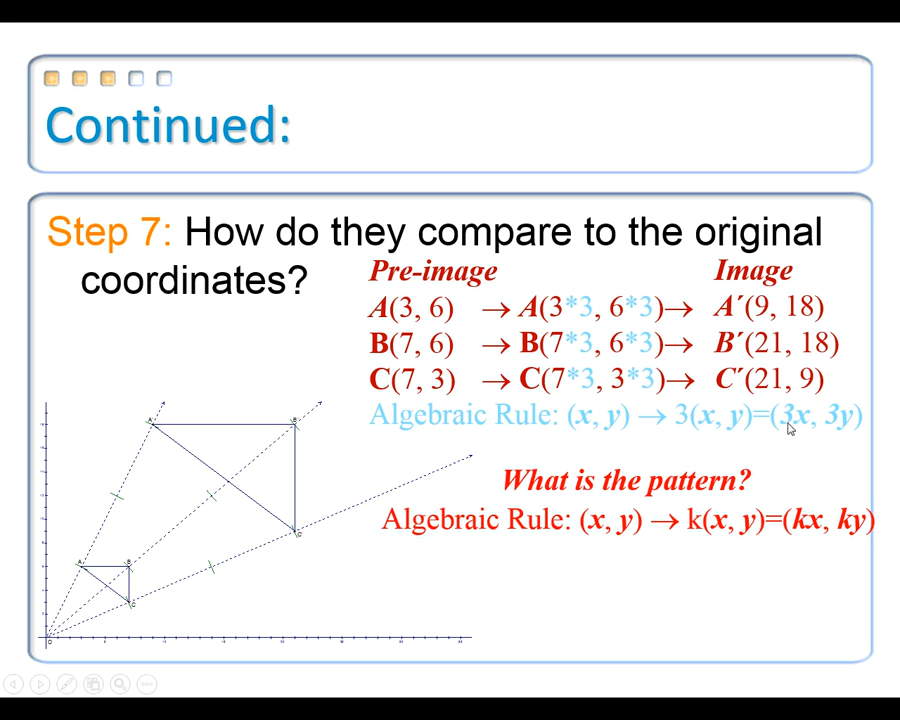 Continued:
Step 7: How do they compare to the original
coordinates?
Pre-image Image
A(3, 6) → A(3*3, 6*3)→ A´(9, 18)
B(7, 6) → B(7*3, 6*3)→ B´(21, 18)
C(7, 3) → C(7*3, 3*3)→ C´(21, 9)
Algebraic Rule: (x, y) → 3(x, y)=(3x, 3y)
What is the pattern?
Algebraic Rule: (x, y) → k(x, y)=(kx, ky)
A' B'
C'
A B
C